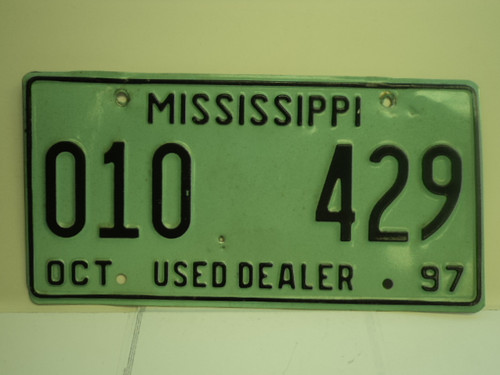 MISSISSIPPI
010 429
OCT USED DEALER 97